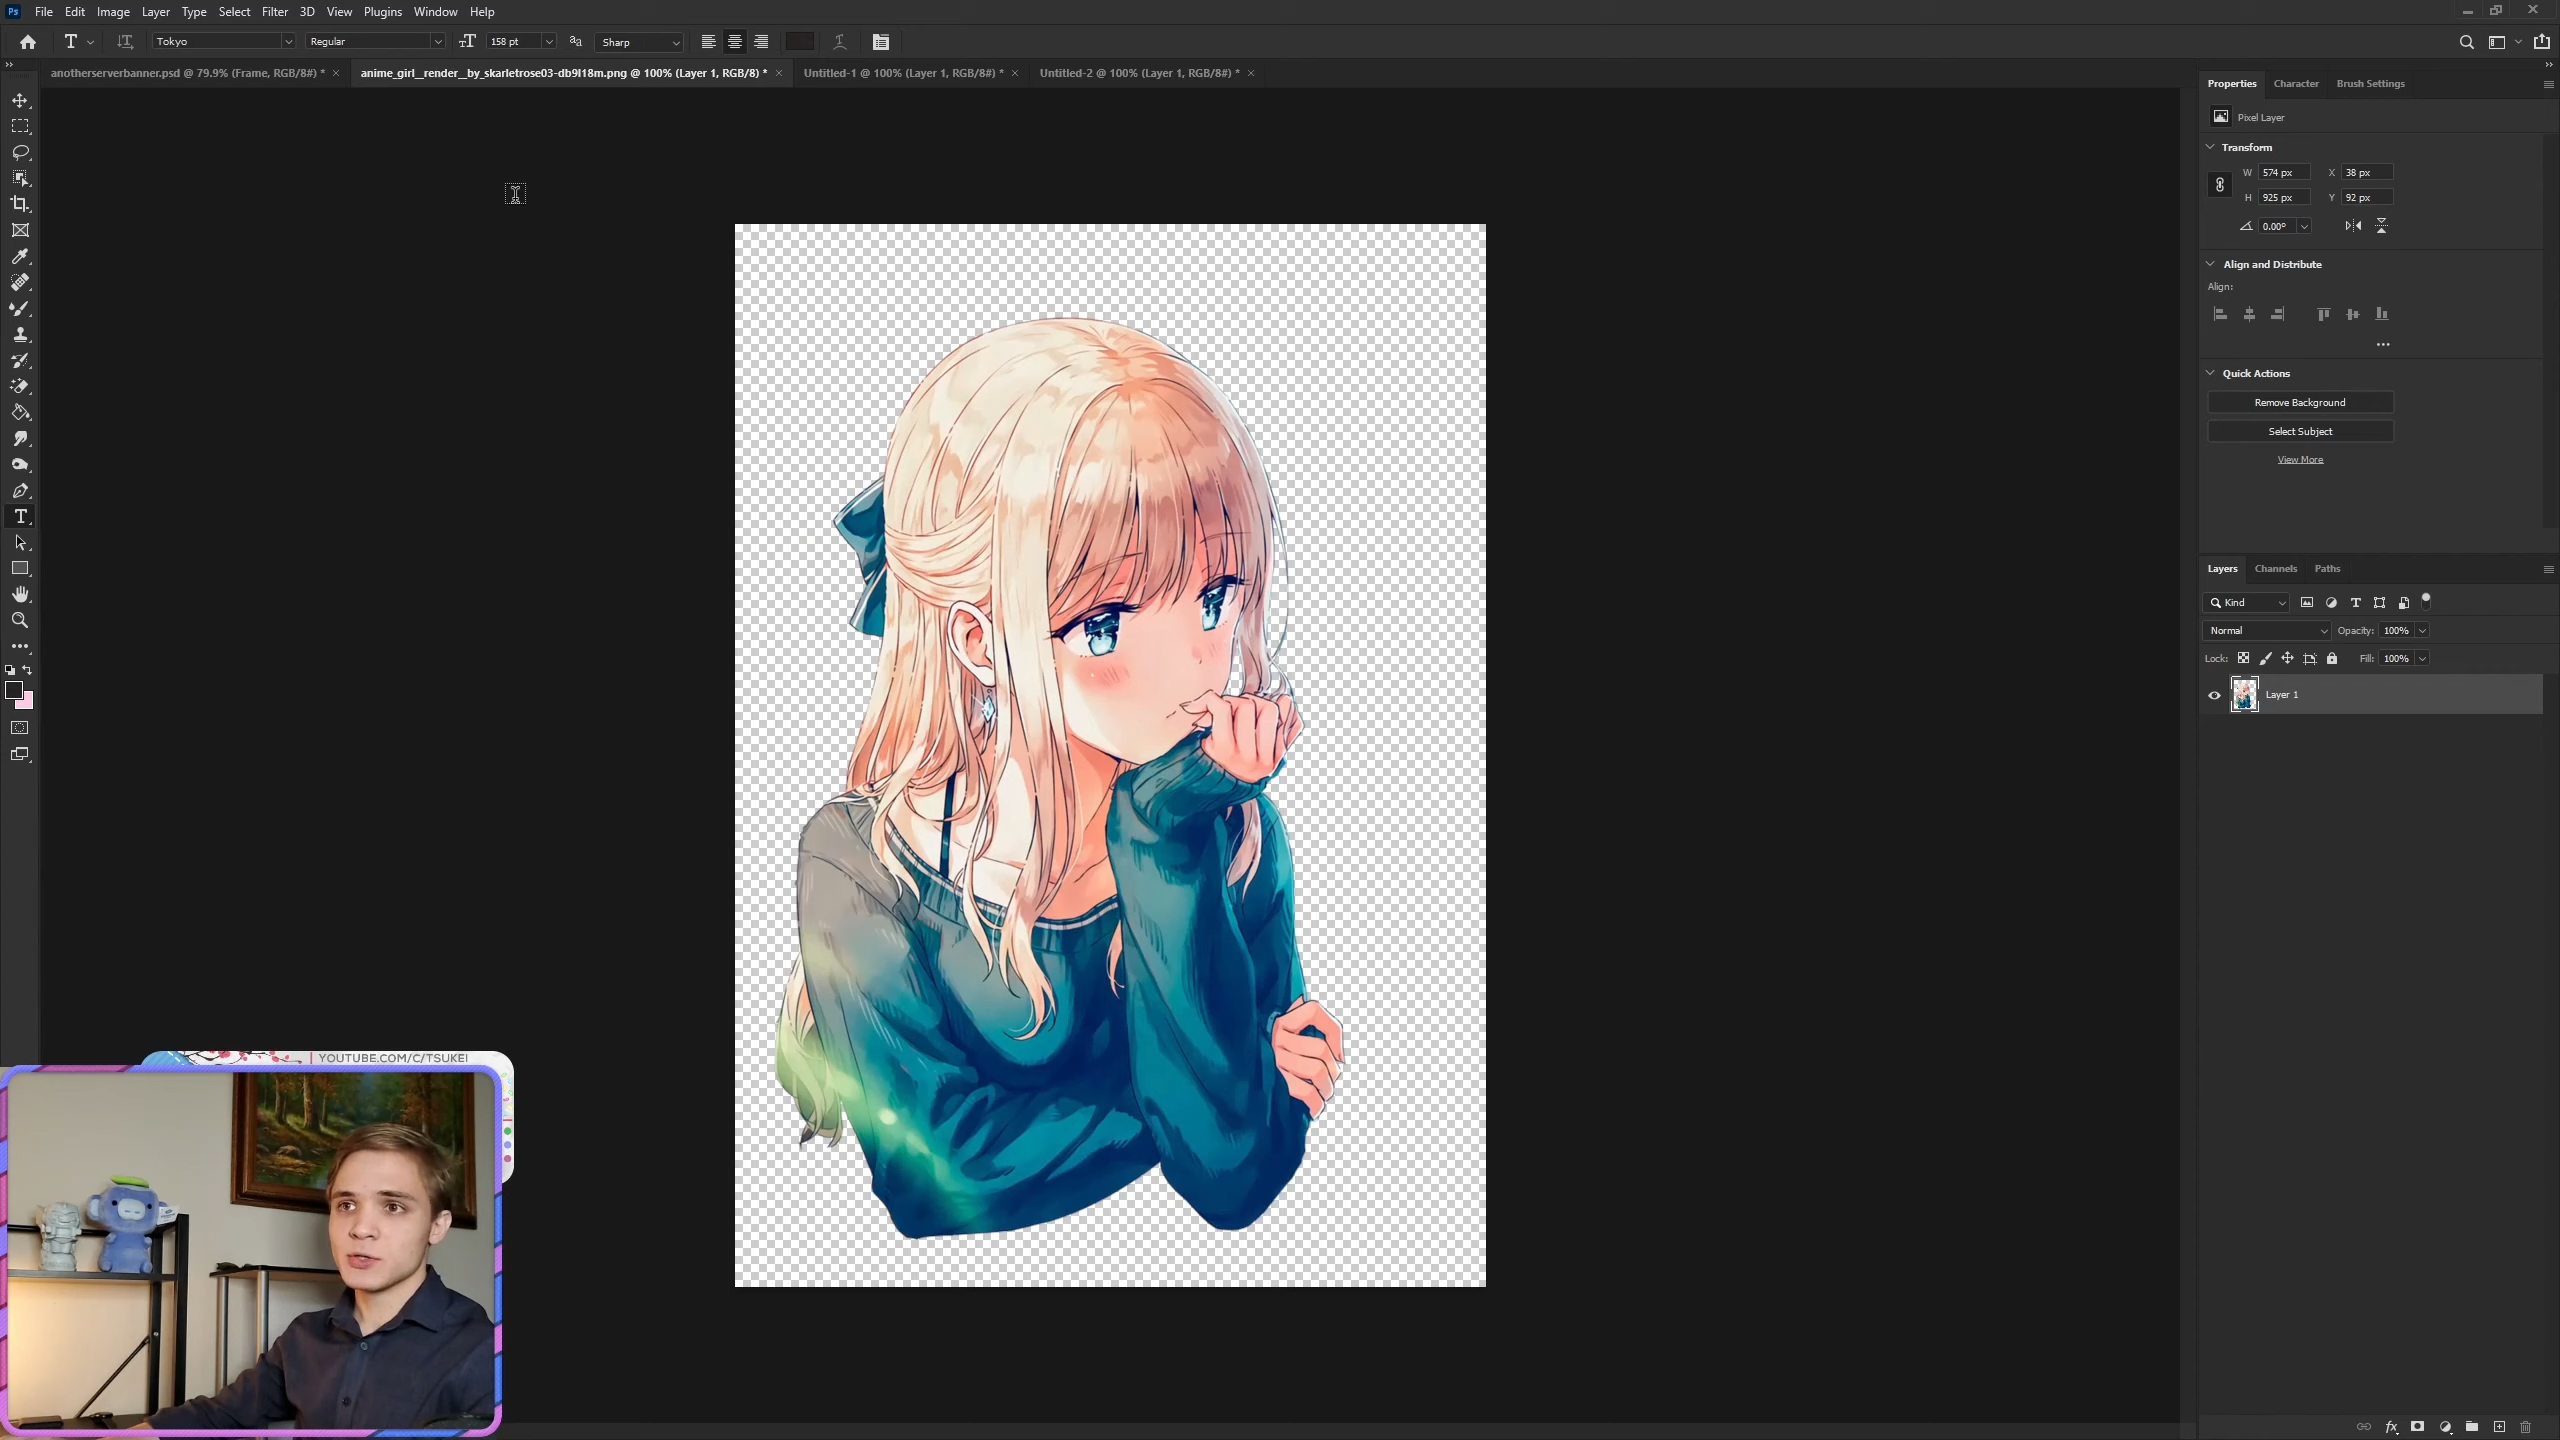 Ps File Edit Image Layer Type Select Filter 3D View Plugins Window Help
T Tokyo Regular 158 pt Sharp
anotherserverbanner.psd @ 79.9% (Frame, RGB/8#) * anime_girl_render_by_skarletrose03-db9l18m.png @ 100% (Layer 1, RGB/8) * Untitled-1 @ 100% (Layer 1, RGB/8#) * Untitled-2 @ 100% (Layer 1, RGB/8#) *
Properties Character Brush Settings
Pixel Layer
Transform
W 574 px X 38 px
H 925 px Y 92 px
0.00°
Align and Distribute
Align:
Quick Actions
Remove Background
Select Subject
View More
Layers Channels Paths
Kind
Normal Opacity: 100%
Lock: Fill: 100%
Layer 1
fx
| YOUTUBE.COM/C/TSUKEI